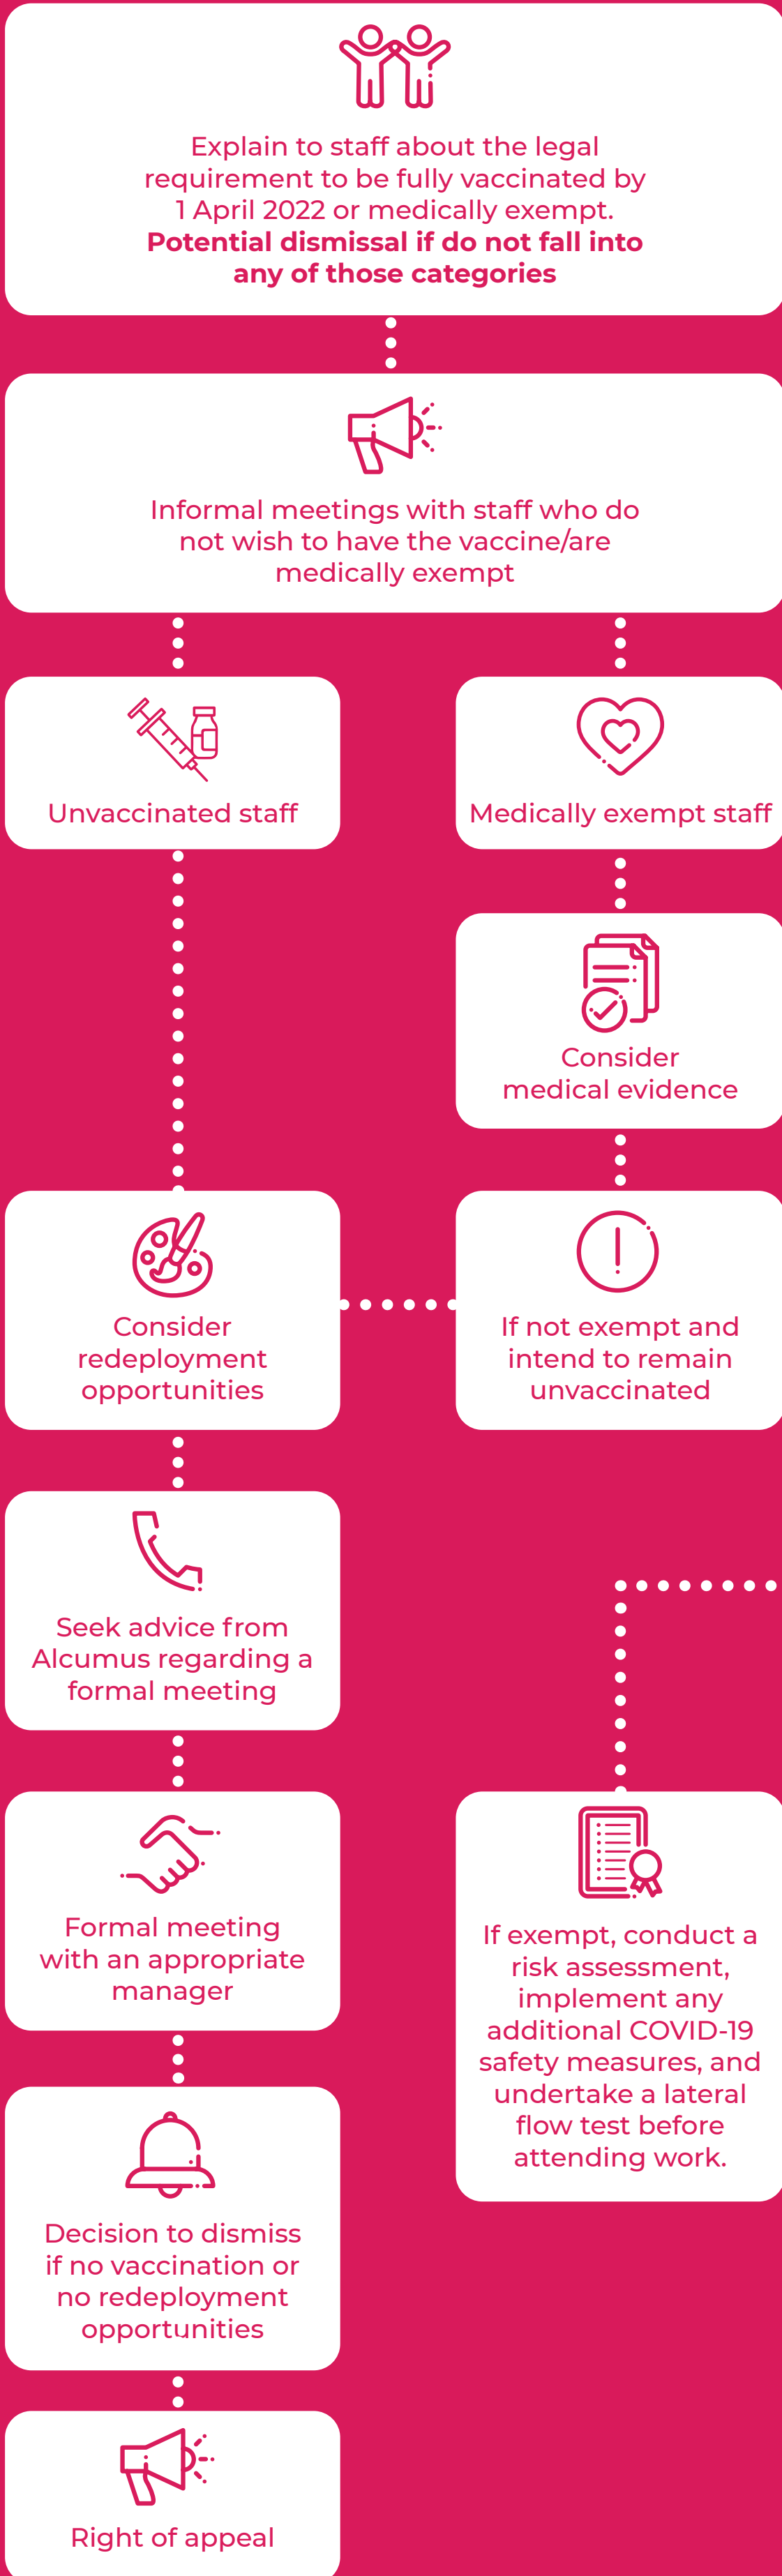 Explain to staff about the legal
requirement to be fully vaccinated by
1 April 2022 or medically exempt.
Potential dismissal if do not fall into
any of those categories
Informal meetings with staff who do
not wish to have the vaccine/are
medically exempt
Unvaccinated staff
Medically exempt staff
Consider
medical evidence
Consider
redeployment
opportunities
If not exempt and
intend to remain
unvaccinated
Seek advice from
Alcumus regarding a
formal meeting
Formal meeting
with an appropriate
manager
If exempt, conduct a
risk assessment,
implement any
additional COVID-19
safety measures, and
undertake a lateral
flow test before
attending work.
Decision to dismiss
if no vaccination or
no redeployment
opportunities
Right of appeal